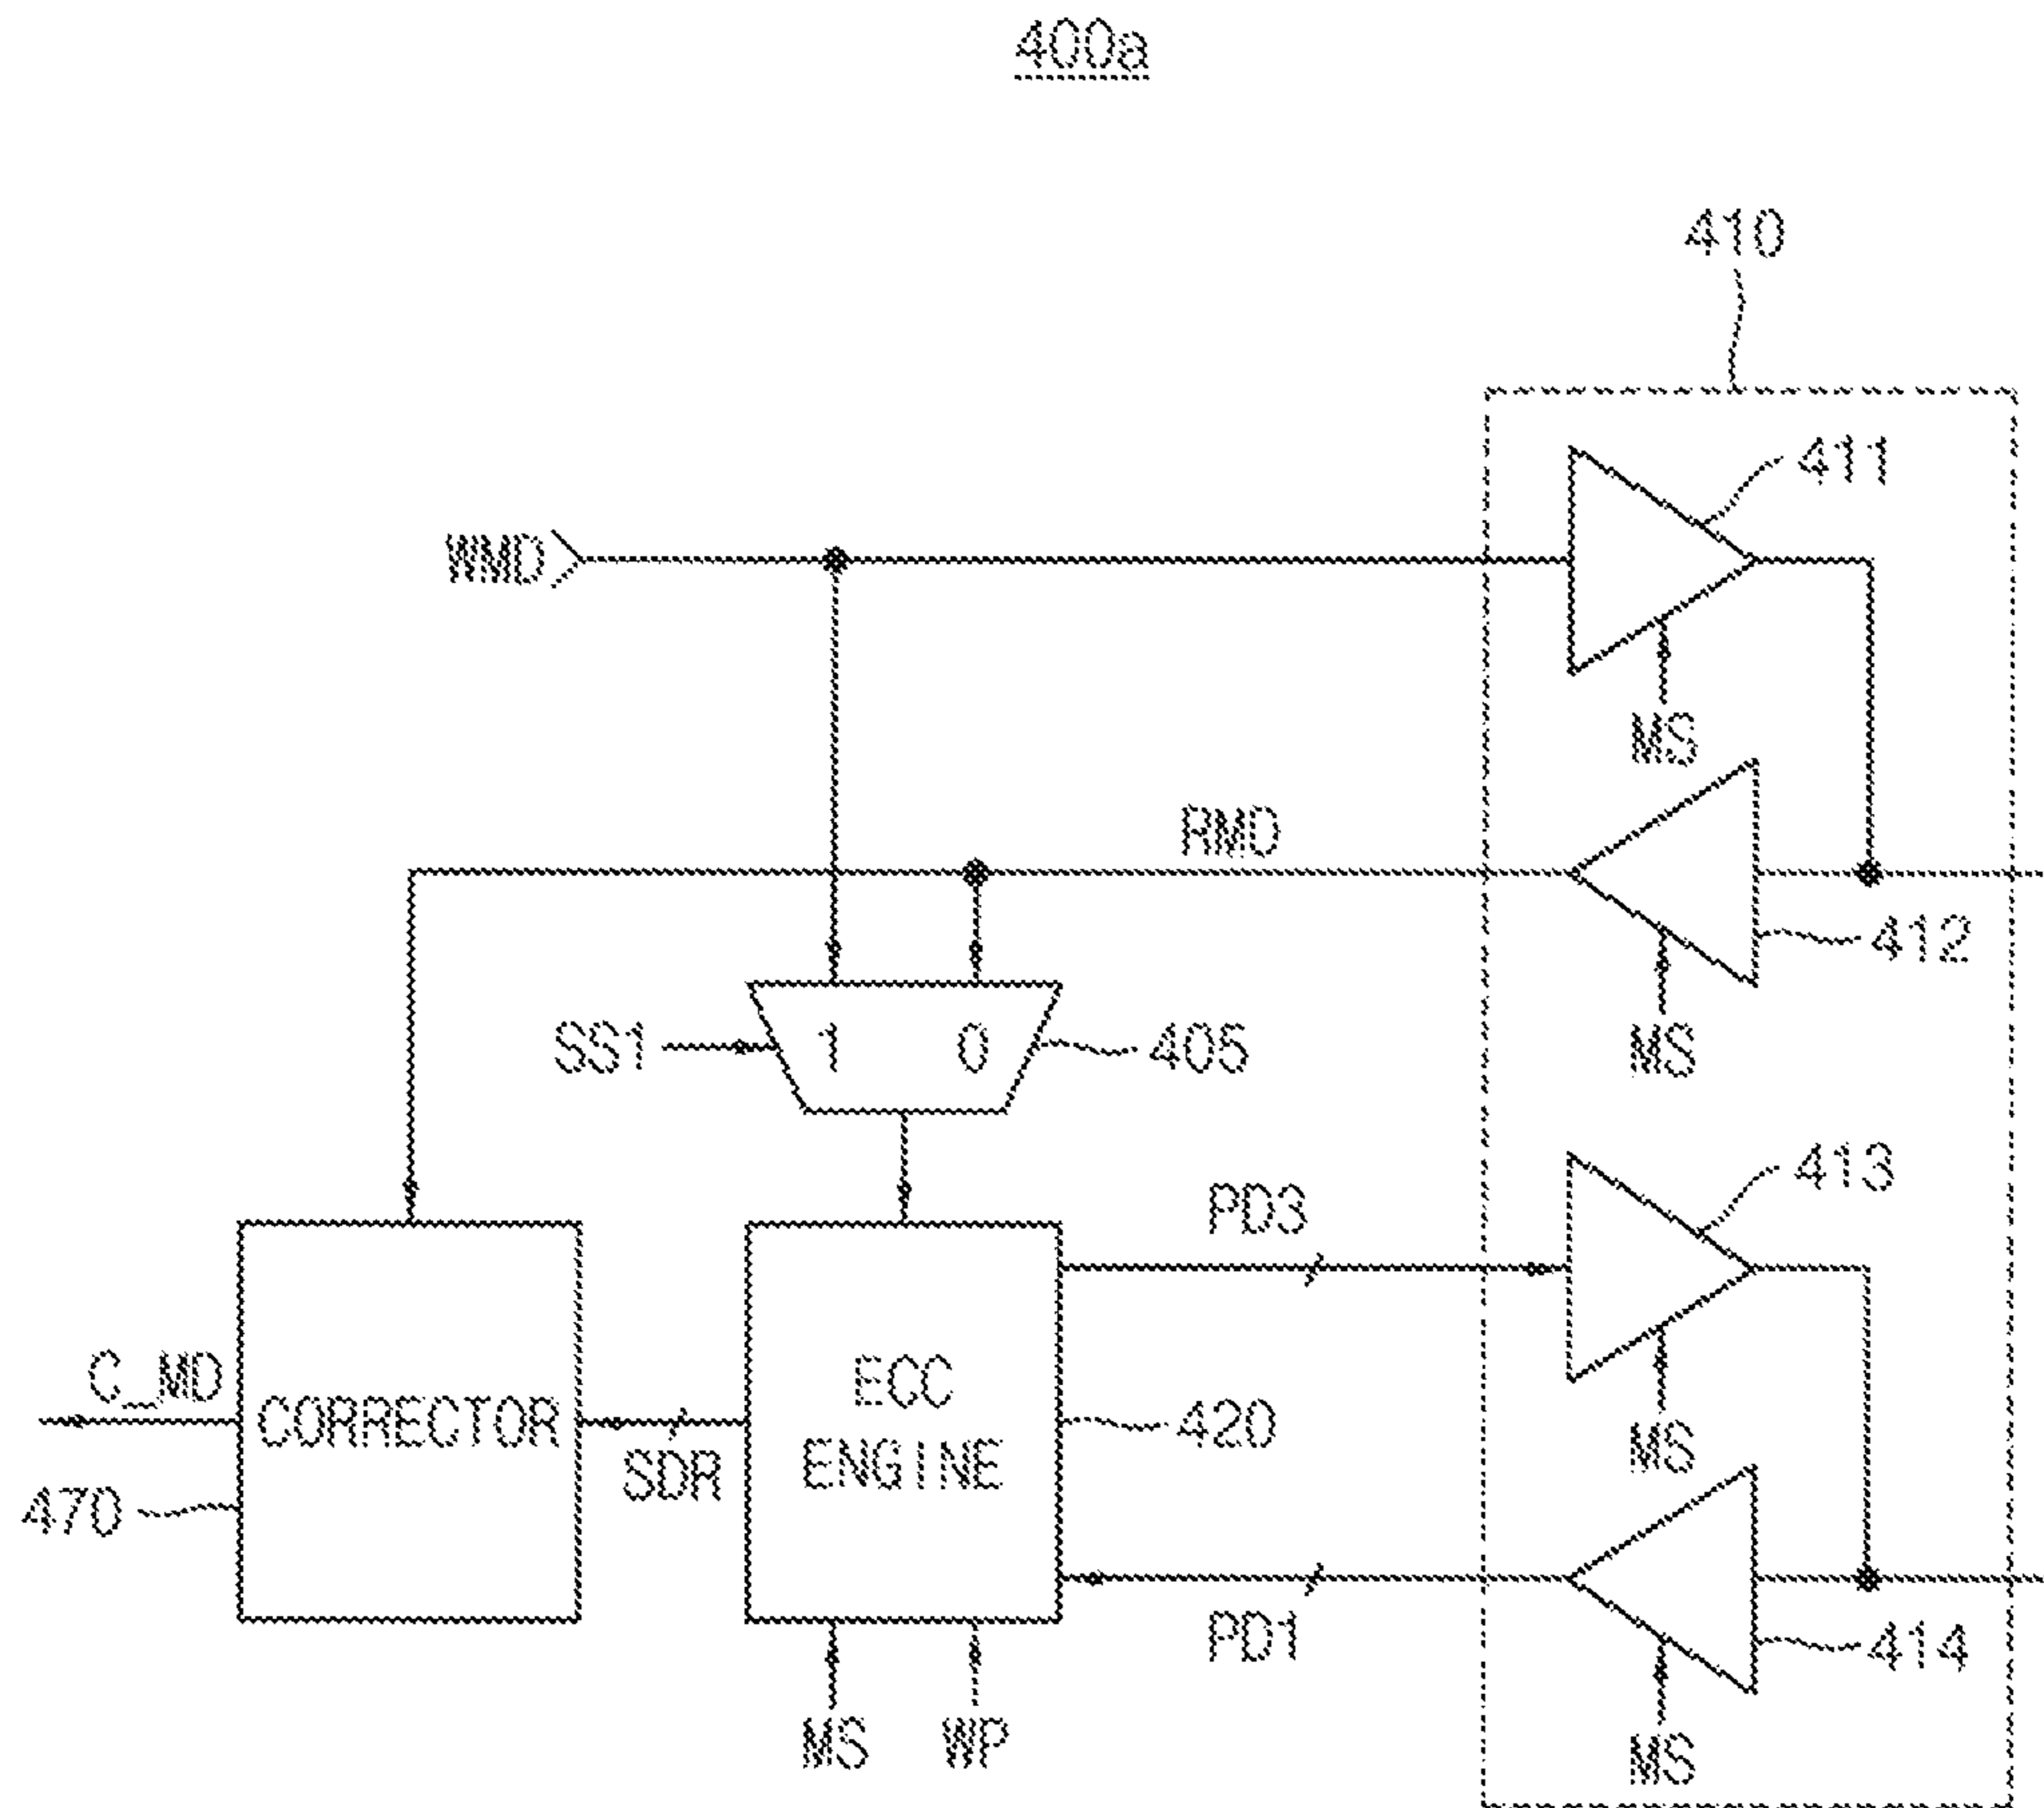 400a
410
411
WMD
MS
RMD
412
SS1
1 0
405
MS
PD3
413
C_MD
CORRECTOR
SDR
ECC
ENGINE
420
MS
470
PD1
414
MS
WP
MS